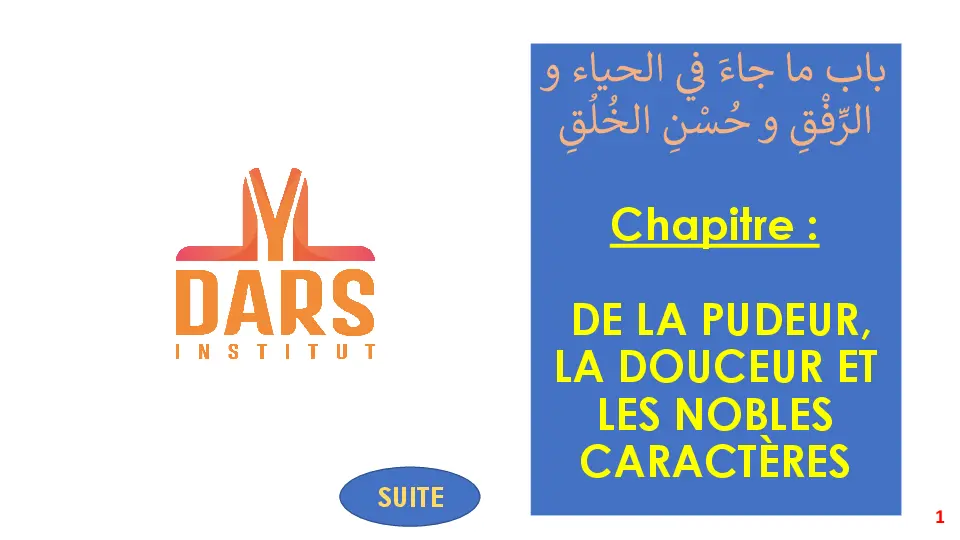 باب ما جاءَ في الحياء و
الرِّفْقِ و حُسْنِ الخُلُقِ
Chapitre :
DE LA PUDEUR,
LA DOUCEUR ET
LES NOBLES
CARACTÈRES
DARS
INSTITUT
SUITE
1